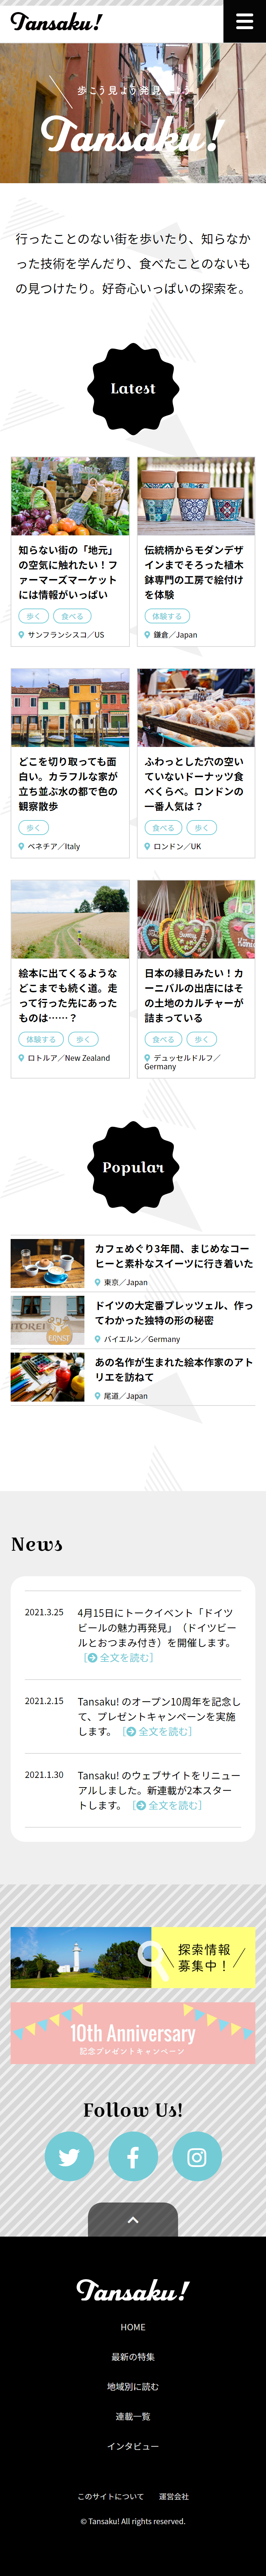 Tansaku!
歩こう見よう発見しよう
Tansaku!
行ったことのない街を歩いたり、知らなか
った技術を学んだり、食べたことのないも
の見つけたり。好奇心いっぱいの探索を。
Latest
知らない街の「地元」
の空気に触れたい！フ
ァーマーズマーケット
には情報がいっぱい
歩く 食べる
サンフランシスコ／US
伝統柄からモダンデザ
インまでそろった植木
鉢専門の工房で絵付け
を体験
体験する
鎌倉／Japan
どこを切り取っても面
白い。カラフルな家が
立ち並ぶ水の都で色の
観察散歩
歩く
ベネチア／Italy
ふわっとした穴の空い
ていないドーナッツ食
べくらべ。ロンドンの
一番人気は？
食べる 歩く
ロンドン／UK
絵本に出てくるような
どこまでも続く道。走
って行った先にあった
ものは……？
体験する 歩く
ロトルア／New Zealand
日本の縁日みたい！カ
ーニバルの出店にはそ
の土地のカルチャーが
詰まっている
食べる 歩く
デュッセルドルフ／
Germany
Popular
カフェめぐり3年間、まじめなコー
ヒーと素朴なスイーツに行き着いた
東京／Japan
ドイツの大定番プレッツェル、作っ
てわかった独特の形の秘密
バイエルン／Germany
あの名作が生まれた絵本作家のアト
リエを訪ねて
尾道／Japan
News
2021.3.25
4月15日にトークイベント「ドイツ
ビールの魅力再発見」（ドイツビー
ルとおつまみ付き）を開催します。
［全文を読む］
2021.2.15
Tansaku! のオープン10周年を記念し
て、プレゼントキャンペーンを実施
します。［全文を読む］
2021.1.30
Tansaku! のウェブサイトをリニュー
アルしました。新連載が2本スター
トします。［全文を読む］
探索情報
募集中！
10th Anniversary
記念プレゼントキャンペーン
Follow Us!
Tansaku!
HOME
最新の特集
地域別に読む
連載一覧
インタビュー
このサイトについて 運営会社
© Tansaku! All rights reserved.